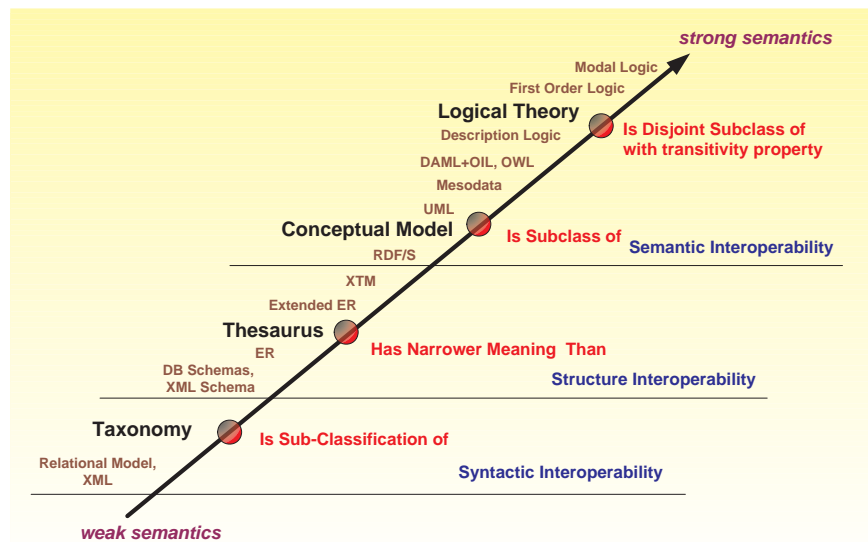 strong semantics
Modal Logic
First Order Logic
Logical Theory
Is Disjoint Subclass of
with transitivity property
Description Logic
DAML+OIL, OWL
Mesodata
UML
Conceptual Model
Is Subclass of
Semantic Interoperability
RDF/S
XTM
Extended ER
Thesaurus
Has Narrower Meaning Than
ER
DB Schemas,
XML Schema
Structure Interoperability
Taxonomy
Is Sub-Classification of
Relational Model,
XML
Syntactic Interoperability
weak semantics